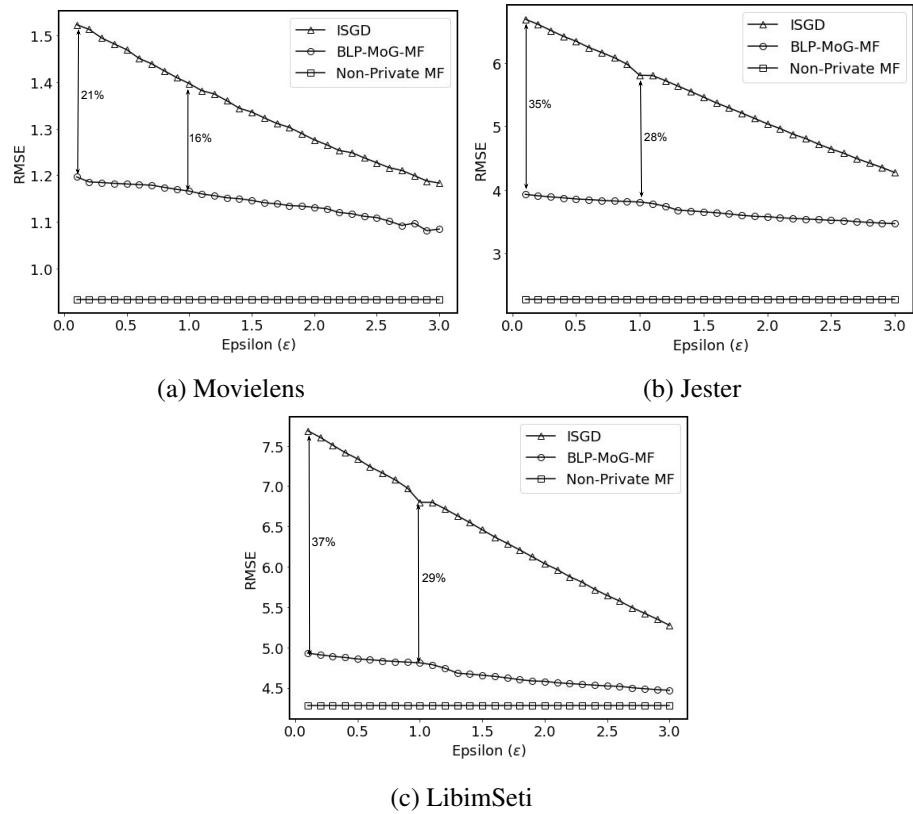 1.5
1.4
1.3
1.2
1.1
1.0
RMSE
ISGD
BLP-MoG-MF
Non-Private MF
21%
16%
0.0 0.5 1.0 1.5 2.0 2.5 3.0
Epsilon (ε)
(a) Movielens
6
5
4
3
RMSE
ISGD
BLP-MoG-MF
Non-Private MF
35%
28%
0.0 0.5 1.0 1.5 2.0 2.5 3.0
Epsilon (ε)
(b) Jester
7.5
7.0
6.5
6.0
5.5
5.0
4.5
RMSE
ISGD
BLP-MoG-MF
Non-Private MF
37%
29%
0.0 0.5 1.0 1.5 2.0 2.5 3.0
Epsilon (ε)
(c) LibimSeti